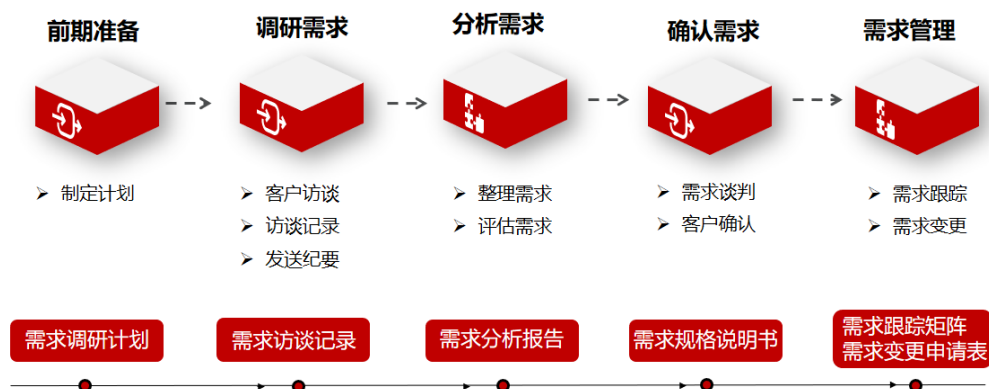 前期准备
调研需求
分析需求
确认需求
需求管理
制定计划
客户访谈
访谈记录
发送纪要
整理需求
评估需求
需求谈判
客户确认
需求跟踪
需求变更
需求调研计划
需求访谈记录
需求分析报告
需求规格说明书
需求跟踪矩阵
需求变更申请表